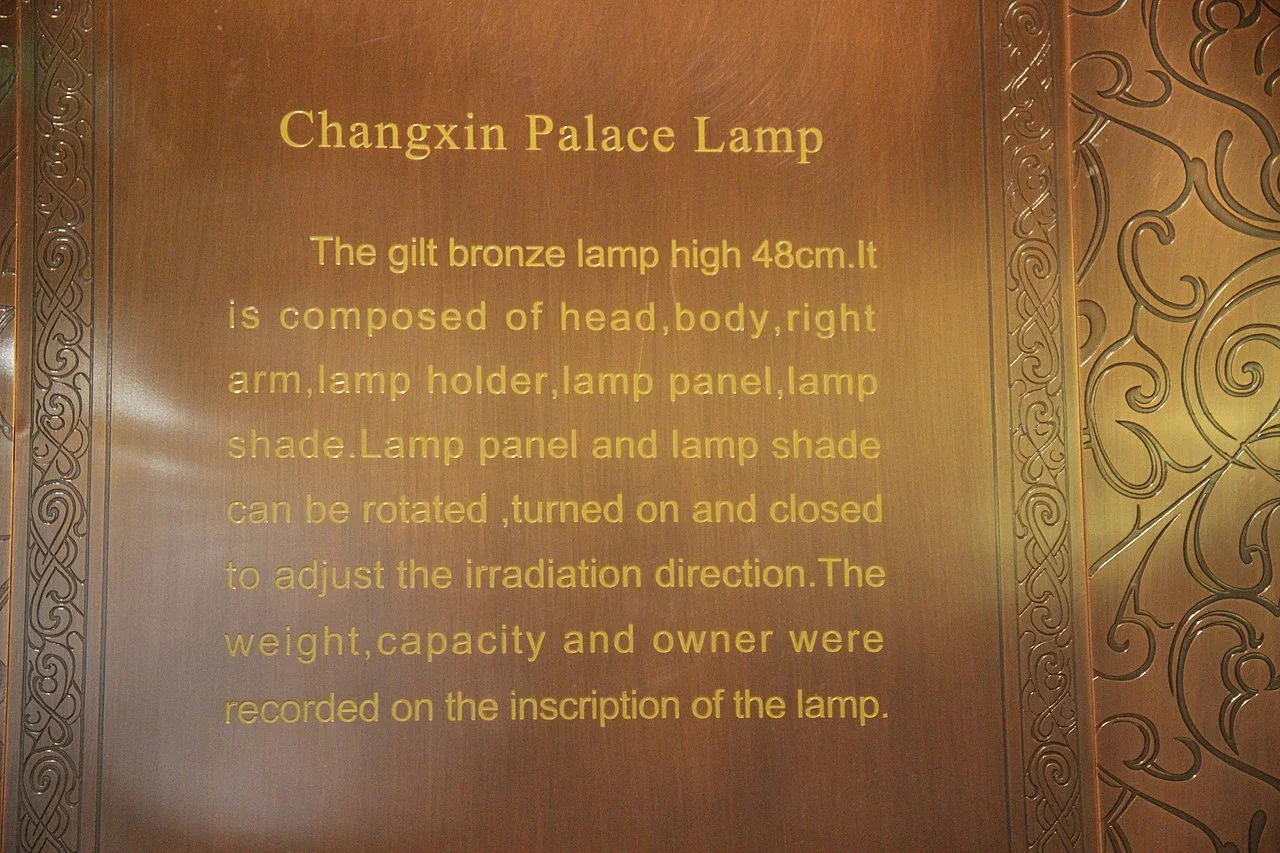 Changxin Palace Lamp
The gilt bronze lamp high 48cm.It
is composed of head,body,right
arm,lamp holder,lamp panel,lamp
shade.Lamp panel and lamp shade
can be rotated ,turned on and closed
to adjust the irradiation direction.The
weight,capacity and owner were
recorded on the inscription of the lamp.